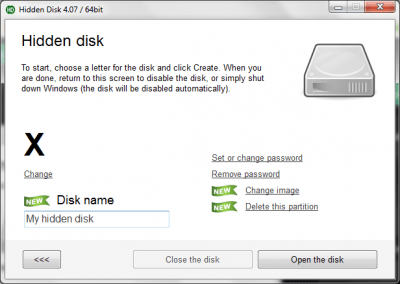 HD Hidden Disk 4.07 / 64bit
Hidden disk
To start, choose a letter for the disk and click Create. When you
are done, return to this screen to disable the disk, or simply shut
down Windows (the disk will be disabled automatically).
X
Change
Set or change password
Remove password
NEW Change image
NEW Delete this partition
NEW Disk name
My hidden disk
<<<
Close the disk
Open the disk